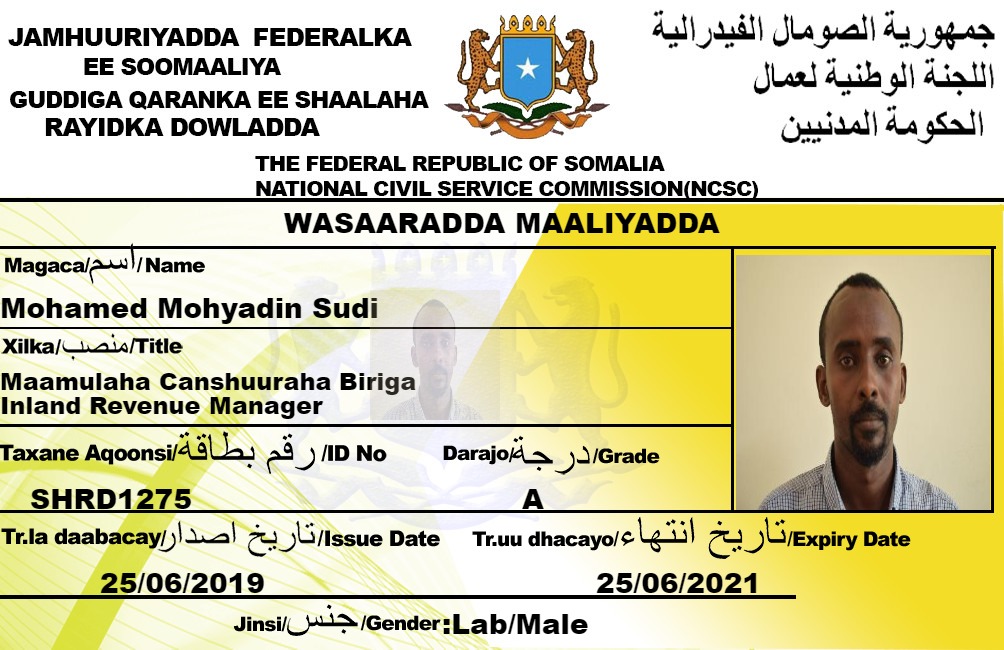 JAMHUURIYADDA FEDERALKA
EE SOOMAALIYA
GUDDIGA QARANKA EE SHAALAHA
RAYIDKA DOWLADDA
جمهورية الصومال الفيدرالية
اللجنة الوطنية لعمال
الحكومة المدنيين
THE FEDERAL REPUBLIC OF SOMALIA
NATIONAL CIVIL SERVICE COMMISSION(NCSC)
WASAARADDA MAALIYADDA
Magaca/اسم/Name
Mohamed Mohyadin Sudi
Xilka/منصب/Title
Maamulaha Canshuuraha Biriga
Inland Revenue Manager
Taxane Aqoonsi/رقم بطاقة/ID No
SHRD1275
Darajo/درجة/Grade
A
Tr.la daabacay/تاريخ اصدار/Issue Date
25/06/2019
Tr.uu dhacayo/تاريخ انتهاء/Expiry Date
25/06/2021
Jinsi/جنس/Gender:Lab/Male